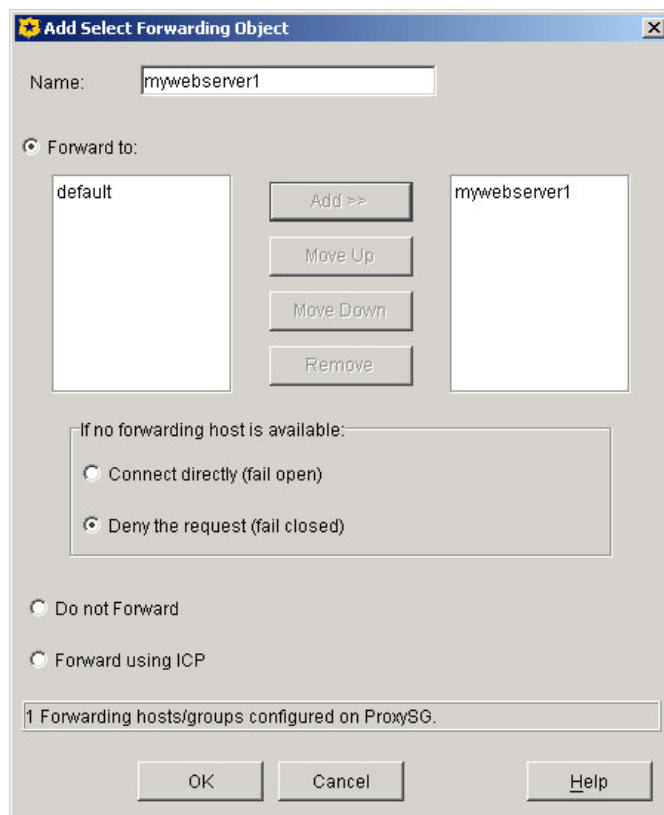 Add Select Forwarding Object
Name: mywebserver1
Forward to:
default
Add >>
mywebserver1
Move Up
Move Down
Remove
If no forwarding host is available:
Connect directly (fail open)
Deny the request (fail closed)
Do not Forward
Forward using ICP
1 Forwarding hosts/groups configured on ProxySG.
OK Cancel Help